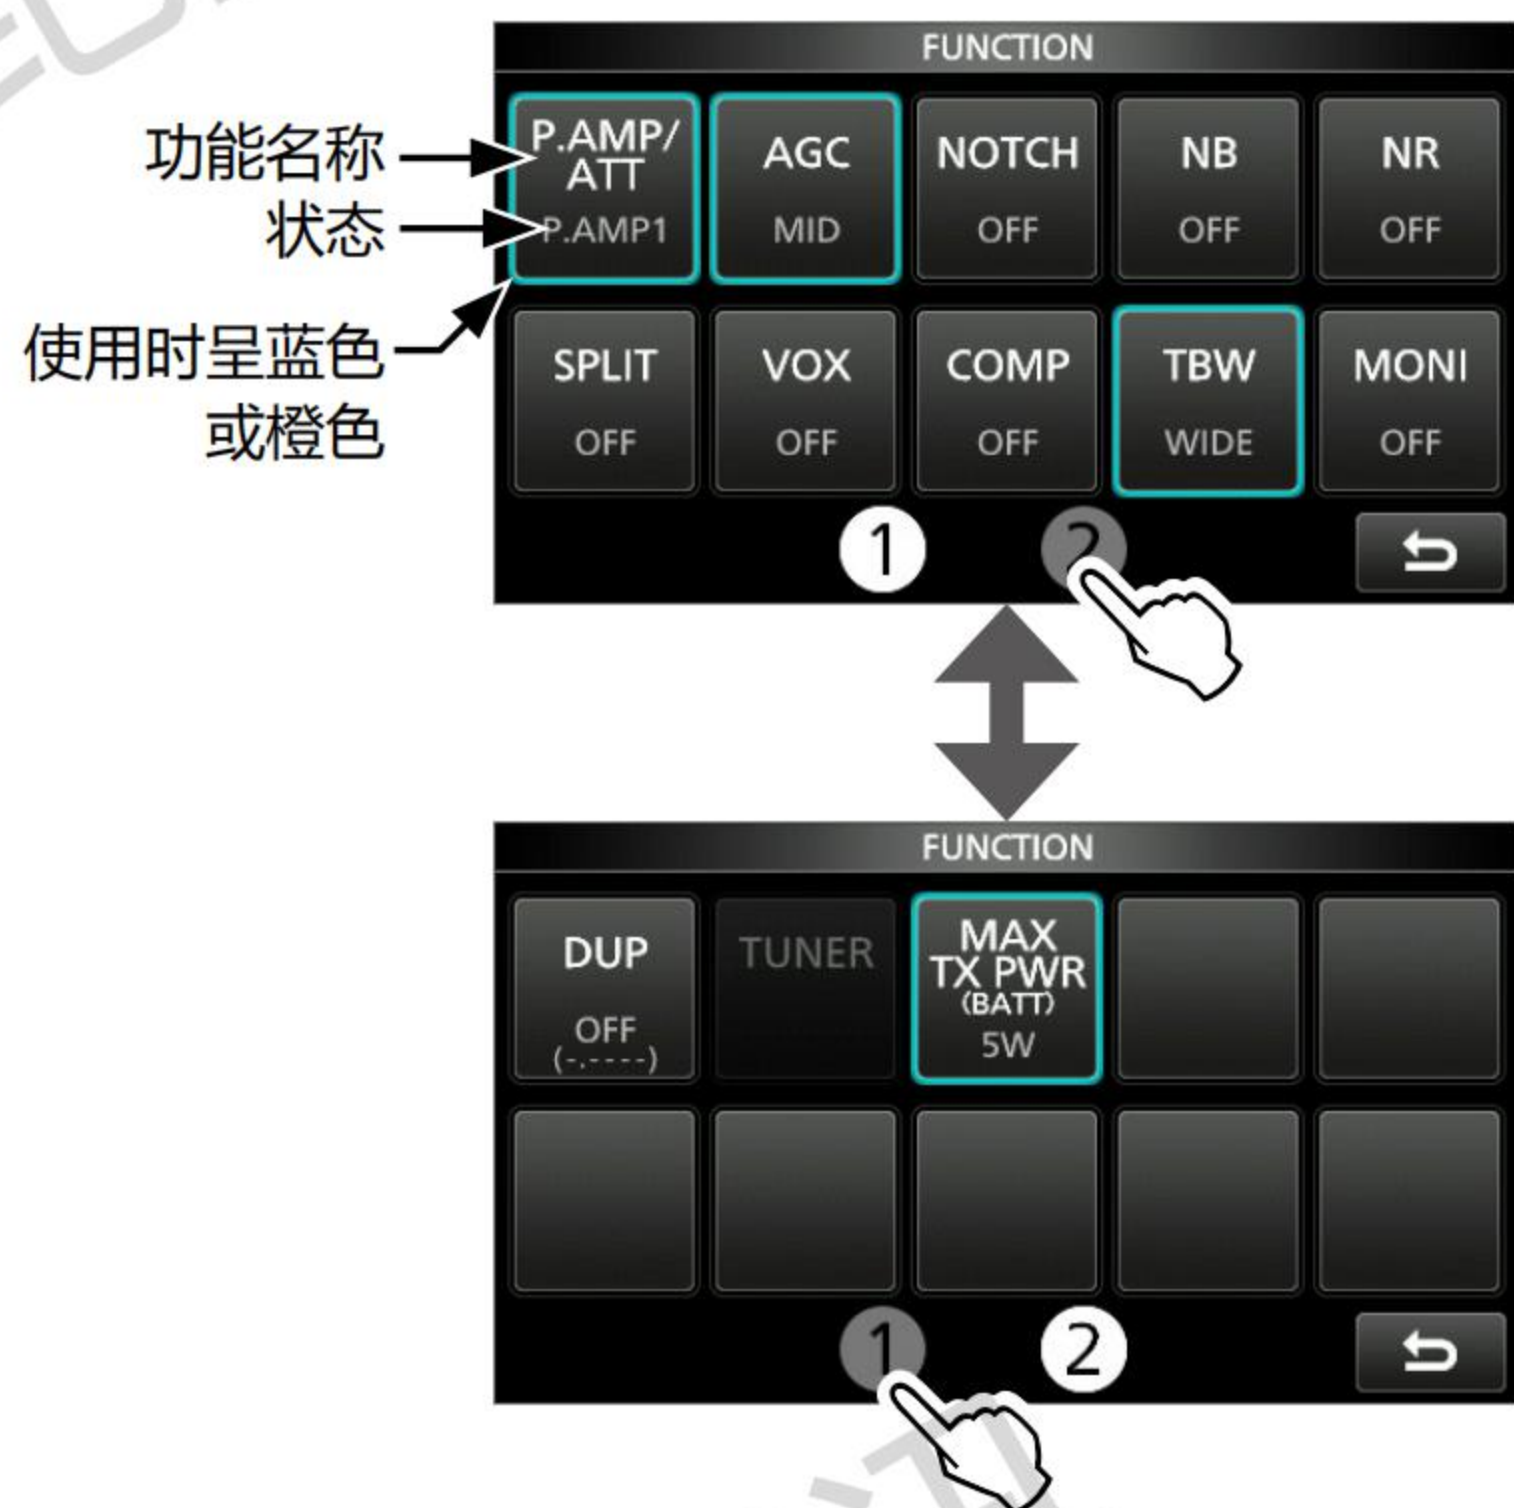 FUNCTION
功能名称
状态
使用时呈蓝色
或橙色
P.AMP/
ATT
P.AMP1
AGC
MID
NOTCH
OFF
NB
OFF
NR
OFF
SPLIT
OFF
VOX
OFF
COMP
OFF
TBW
WIDE
MONI
OFF
1
2
FUNCTION
DUP
OFF
(-.----)
TUNER
MAX
TX PWR
(BATT)
5W
1
2